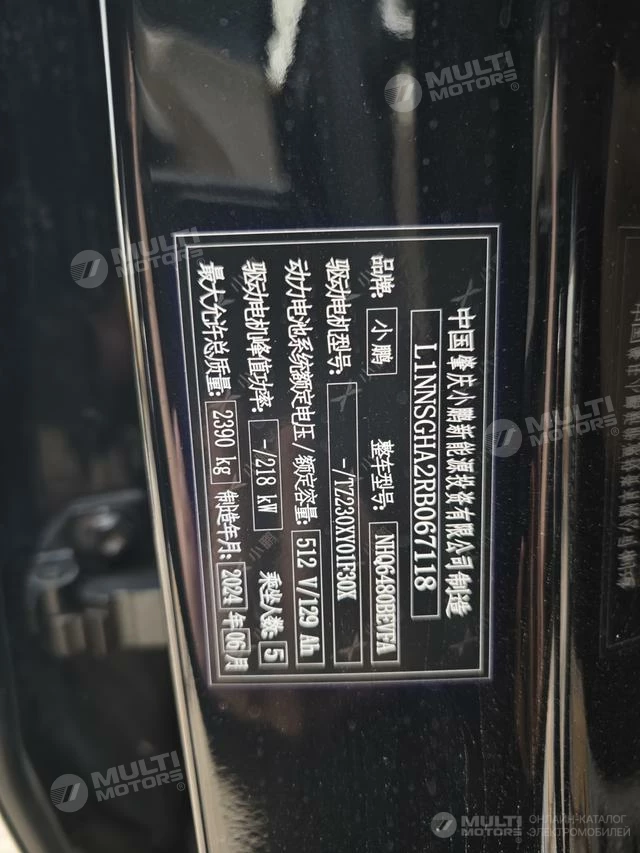 中国肇庆小鹏新能源投资有限公司制造
L1NNSGHA2RB067118
品牌: 小鹏 整车型号: NHQ6480BEVFA
驱动电机型号: -/TZ230XY01F30X
动力电池系统额定电压 / 额定容量: 512 V/129 Ah
驱动电机峰值功率: -/218 kW 乘坐人数: 5
最大允许总质量: 2390 kg 制造年月: 2024 年 06 月
MULTI
MOTORS®
MULTI
MOTORS®
MULTI
MOTORS®
MULTI
MOTORS®
MULTI
MOTORS®
ОНЛАЙН-КАТАЛОГ
ЭЛЕКТРОМОБИЛЕЙ